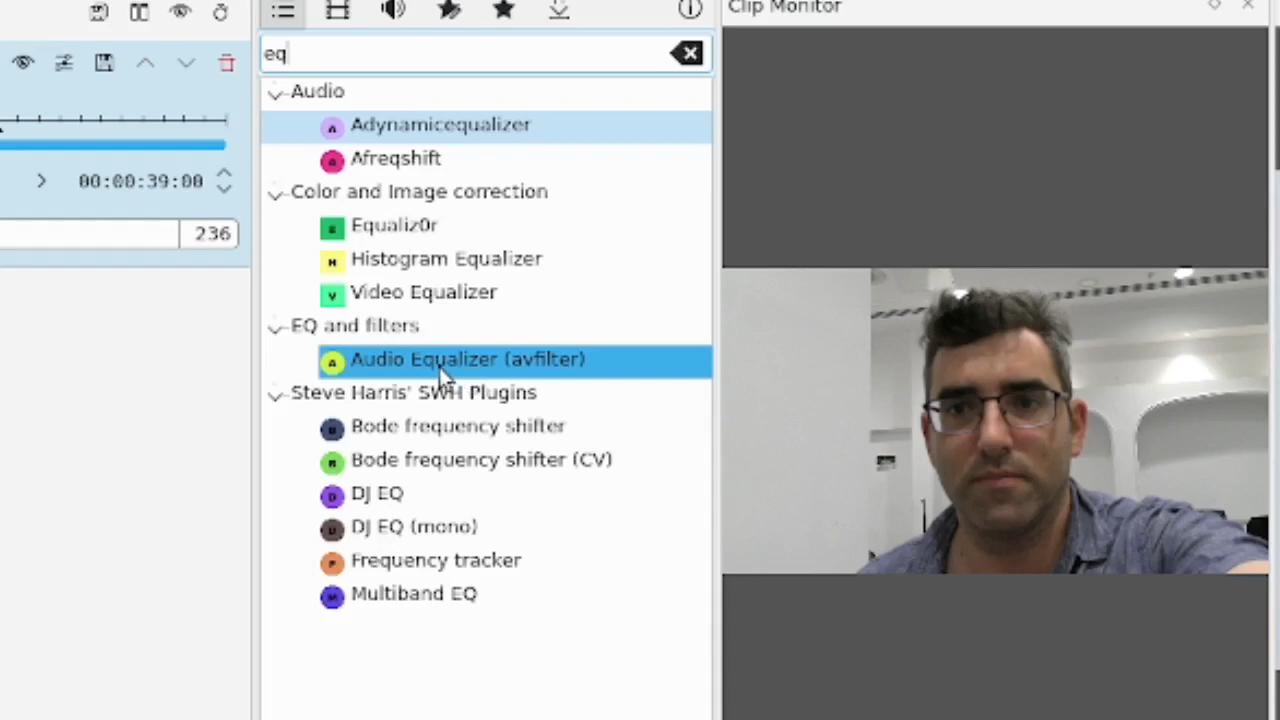 Clip Monitor
eq
Audio
Adynamicequalizer
Afreqshift
00:00:39:00
Color and Image correction
236
Equaliz0r
Histogram Equalizer
Video Equalizer
EQ and filters
Audio Equalizer (avfilter)
Steve Harris' SWH Plugins
Bode frequency shifter
Bode frequency shifter (CV)
DJ EQ
DJ EQ (mono)
Frequency tracker
Multiband EQ